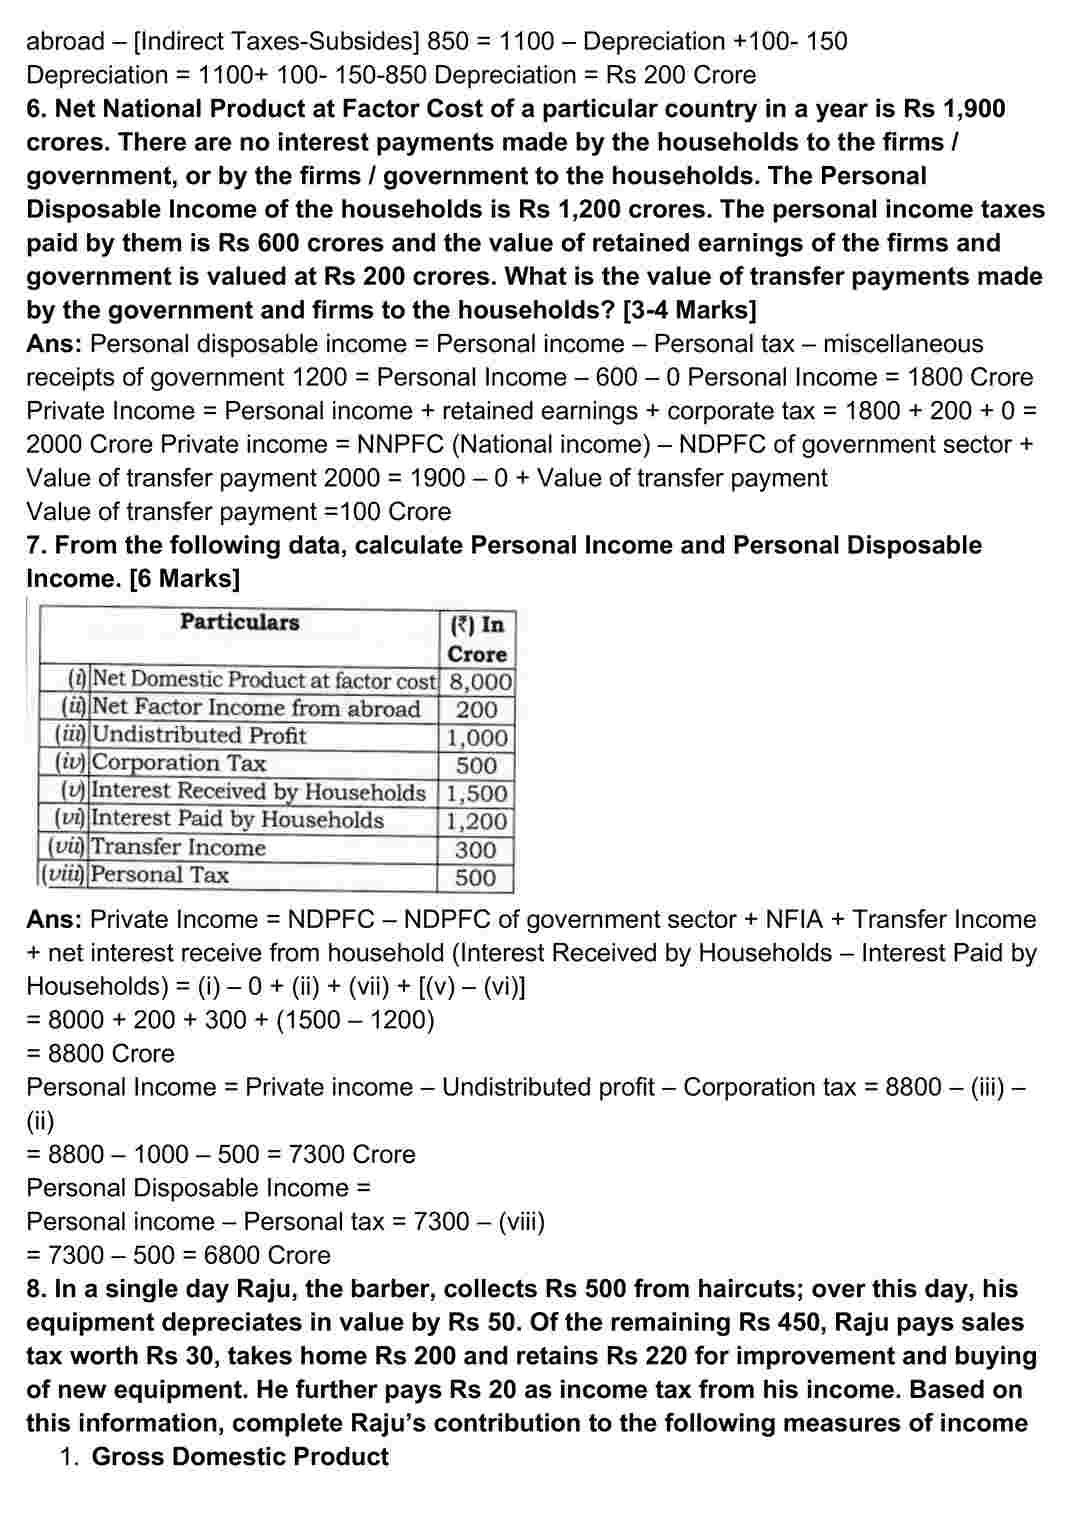 abroad – [Indirect Taxes-Subsides] 850 = 1100 – Depreciation +100- 150
Depreciation = 1100+ 100- 150-850 Depreciation = Rs 200 Crore
6. Net National Product at Factor Cost of a particular country in a year is Rs 1,900
crores. There are no interest payments made by the households to the firms /
government, or by the firms / government to the households. The Personal
Disposable Income of the households is Rs 1,200 crores. The personal income taxes
paid by them is Rs 600 crores and the value of retained earnings of the firms and
government is valued at Rs 200 crores. What is the value of transfer payments made
by the government and firms to the households? [3-4 Marks]
Ans: Personal disposable income = Personal income – Personal tax – miscellaneous
receipts of government 1200 = Personal Income – 600 – 0 Personal Income = 1800 Crore
Private Income = Personal income + retained earnings + corporate tax = 1800 + 200 + 0 =
2000 Crore Private income = NNPFC (National income) – NDPFC of government sector +
Value of transfer payment 2000 = 1900 – 0 + Value of transfer payment
Value of transfer payment =100 Crore
7. From the following data, calculate Personal Income and Personal Disposable
Income. [6 Marks]
Particulars (₹) In
Crore
(i) Net Domestic Product at factor cost 8,000
(ii) Net Factor Income from abroad 200
(iii) Undistributed Profit 1,000
(iv) Corporation Tax 500
(v) Interest Received by Households 1,500
(vi) Interest Paid by Households 1,200
(vii) Transfer Income 300
(viii) Personal Tax 500
Ans: Private Income = NDPFC – NDPFC of government sector + NFIA + Transfer Income
+ net interest receive from household (Interest Received by Households – Interest Paid by
Households) = (i) – 0 + (ii) + (vii) + [(v) – (vi)]
= 8000 + 200 + 300 + (1500 – 1200)
= 8800 Crore
Personal Income = Private income – Undistributed profit – Corporation tax = 8800 – (iii) –
(ii)
= 8800 – 1000 – 500 = 7300 Crore
Personal Disposable Income =
Personal income – Personal tax = 7300 – (viii)
= 7300 – 500 = 6800 Crore
8. In a single day Raju, the barber, collects Rs 500 from haircuts; over this day, his
equipment depreciates in value by Rs 50. Of the remaining Rs 450, Raju pays sales
tax worth Rs 30, takes home Rs 200 and retains Rs 220 for improvement and buying
of new equipment. He further pays Rs 20 as income tax from his income. Based on
this information, complete Raju’s contribution to the following measures of income
1. Gross Domestic Product